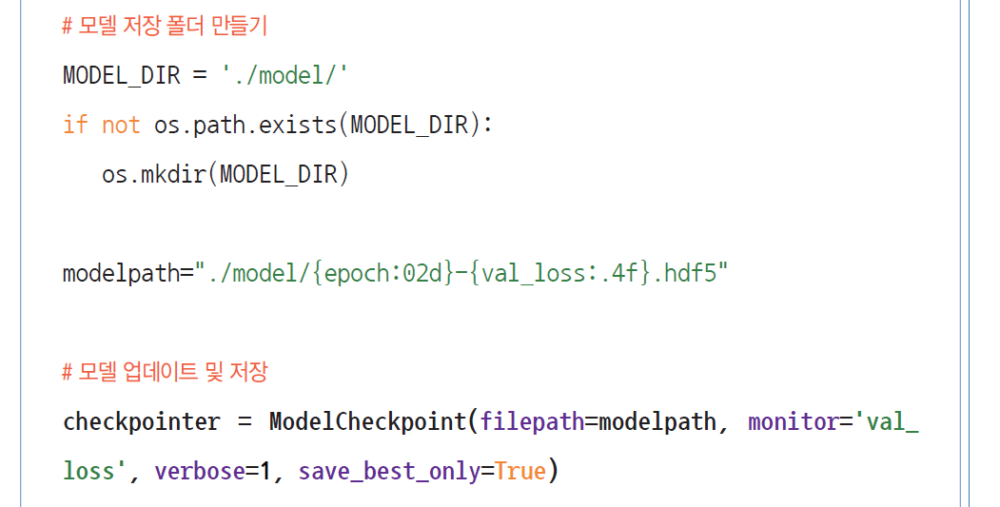 # 모델 저장 폴더 만들기
MODEL_DIR = './model/'
if not os.path.exists(MODEL_DIR):
   os.mkdir(MODEL_DIR)
modelpath="./model/{epoch:02d}-{val_loss:.4f}.hdf5"
# 모델 업데이트 및 저장
checkpointer = ModelCheckpoint(filepath=modelpath, monitor='val_
loss', verbose=1, save_best_only=True)